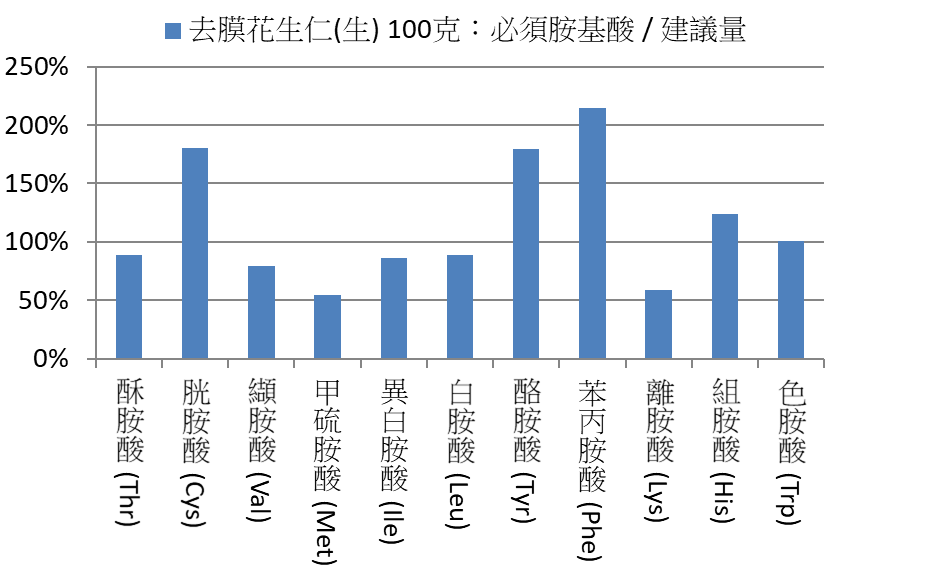 去膜花生仁(生) 100克：必須胺基酸 / 建議量
250%
200%
150%
100%
50%
0%
酥胺酸 (Thr)
胱胺酸 (Cys)
纈胺酸 (Val)
甲硫胺酸 (Met)
異白胺酸 (Ile)
白胺酸 (Leu)
酪胺酸 (Tyr)
苯丙胺酸 (Phe)
離胺酸 (Lys)
組胺酸 (His)
色胺酸 (Trp)